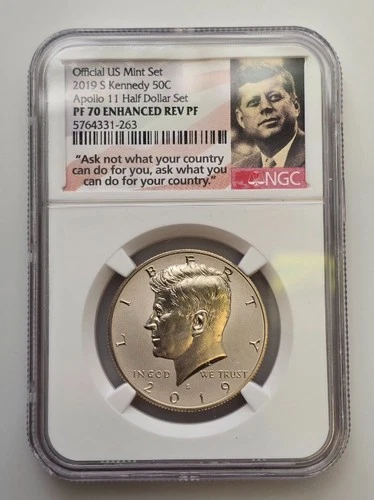 Official US Mint Set
2019 S Kennedy 50C
Apollo 11 Half Dollar Set
PF 70 ENHANCED REV PF
5764331-263
"Ask not what your country
can do for you, ask what you
can do for your country."
NGC
LIBERTY
IN GOD WE TRUST
S
2019